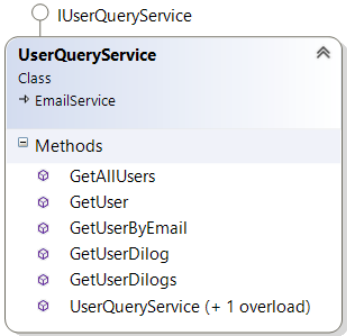 IUserQueryService
UserQueryService
Class
EmailService
Methods
GetAllUsers
GetUser
GetUserByEmail
GetUserDilog
GetUserDilogs
UserQueryService (+ 1 overload)